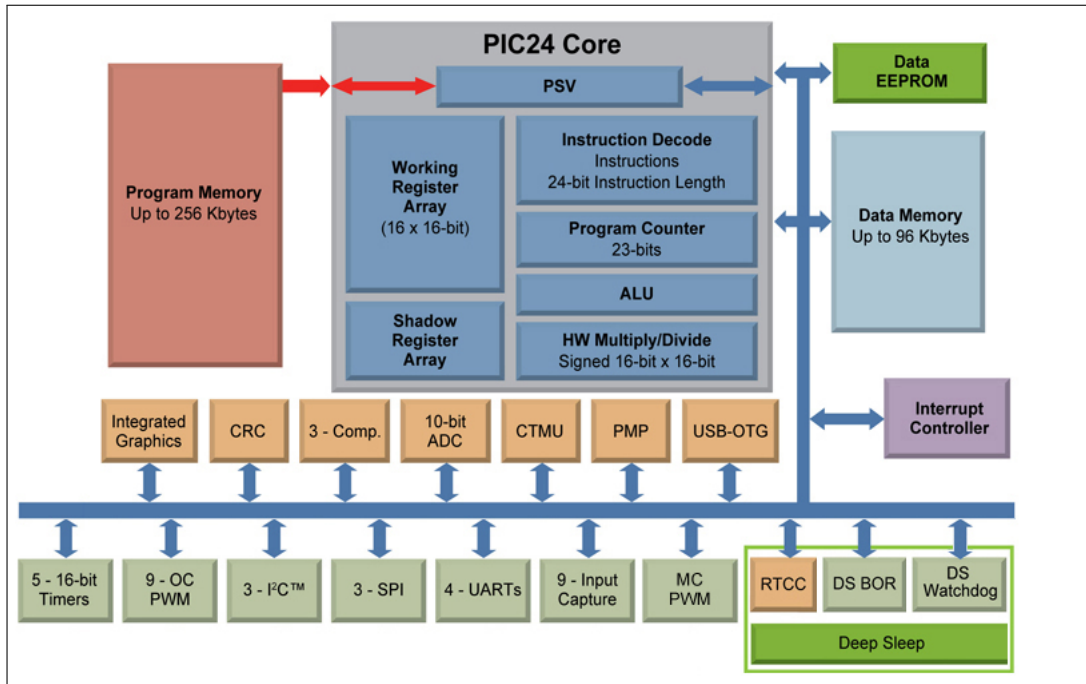 PIC24 Core
PSV
Data
EEPROM
Program Memory
Up to 256 Kbytes
Working
Register
Array
(16 x 16-bit)
Instruction Decode
Instructions
24-bit Instruction Length
Program Counter
23-bits
ALU
Shadow
Register
Array
HW Multiply/Divide
Signed 16-bit x 16-bit
Data Memory
Up to 96 Kbytes
Interrupt
Controller
Integrated
Graphics
CRC
3 - Comp.
10-bit
ADC
CTMU
PMP
USB-OTG
5 - 16-bit
Timers
9 - OC
PWM
3 - I²C™
3 - SPI
4 - UARTs
9 - Input
Capture
MC
PWM
RTCC
DS BOR
DS
Watchdog
Deep Sleep